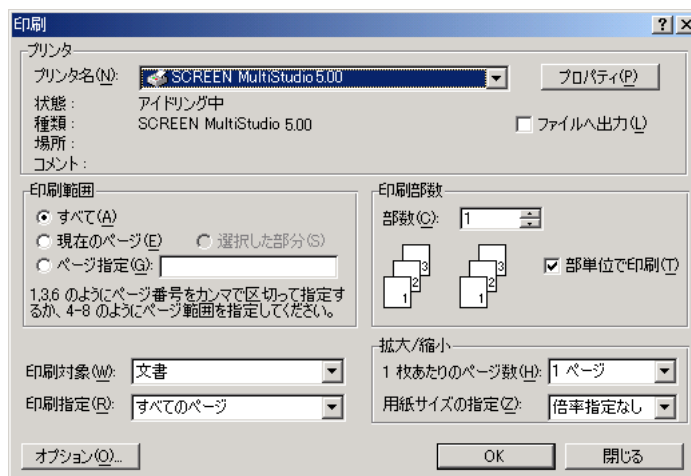 印刷
プリンタ
プリンタ名(N): SCREEN MultiStudio 5.00 プロパティ(P)
状態 : アイドリング中
種類 : SCREEN MultiStudio 5.00 ファイルへ出力(L)
場所 :
コメント :
印刷範囲
すべて(A)
現在のページ(E) 選択した部分(S)
ページ指定(G):
1,3,6 のようにページ番号をカンマで区切って指定す
るか、4-8 のようにページ範囲を指定してください。
印刷部数
部数(C): 1
3 3
2 2
1 1
部単位で印刷(T)
印刷対象(W): 文書
印刷指定(R): すべてのページ
拡大/縮小
1 枚あたりのページ数(H): 1 ページ
用紙サイズの指定(Z): 倍率指定なし
オプション(O)... OK 閉じる